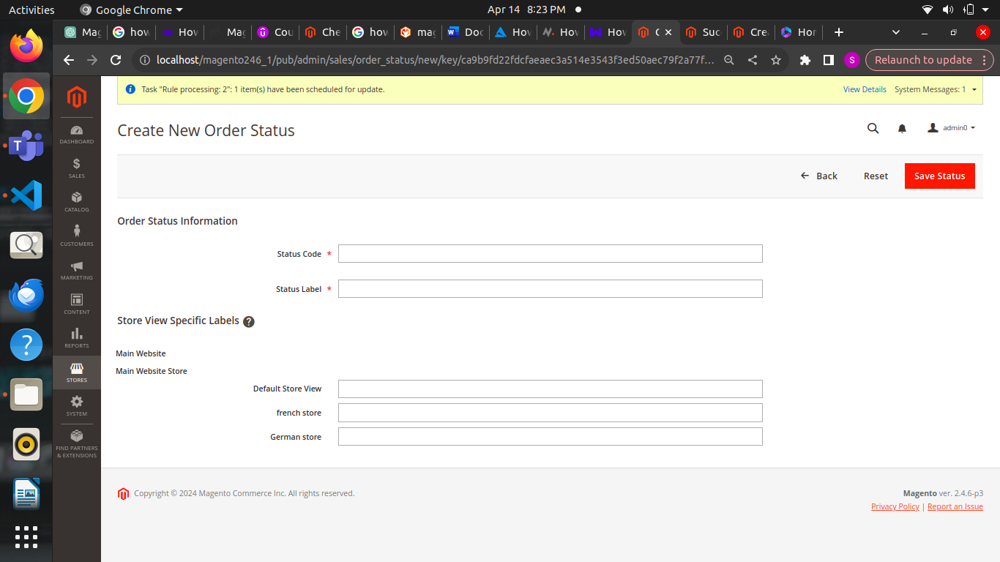 Activities Google Chrome Apr 14 8:23 PM
Mag how How Mag Cou Che how mag Doc How How How C Suc Cre Hor
localhost/magento246_1/pub/admin/sales/order_status/new/key/ca9b9fd22fdcfaeaec3a514e3543f3ed50aec79f2a77f... S Relaunch to update
Task "Rule processing: 2": 1 item(s) have been scheduled for update. View Details System Messages: 1
Create New Order Status admin0
← Back Reset Save Status
DASHBOARD
SALES
CATALOG
CUSTOMERS
MARKETING
CONTENT
REPORTS
STORES
SYSTEM
FIND PARTNERS
& EXTENSIONS
Order Status Information
Status Code *
Status Label *
Store View Specific Labels ?
Main Website
Main Website Store
Default Store View
french store
German store
Copyright © 2024 Magento Commerce Inc. All rights reserved. Magento ver. 2.4.6-p3
Privacy Policy | Report an Issue